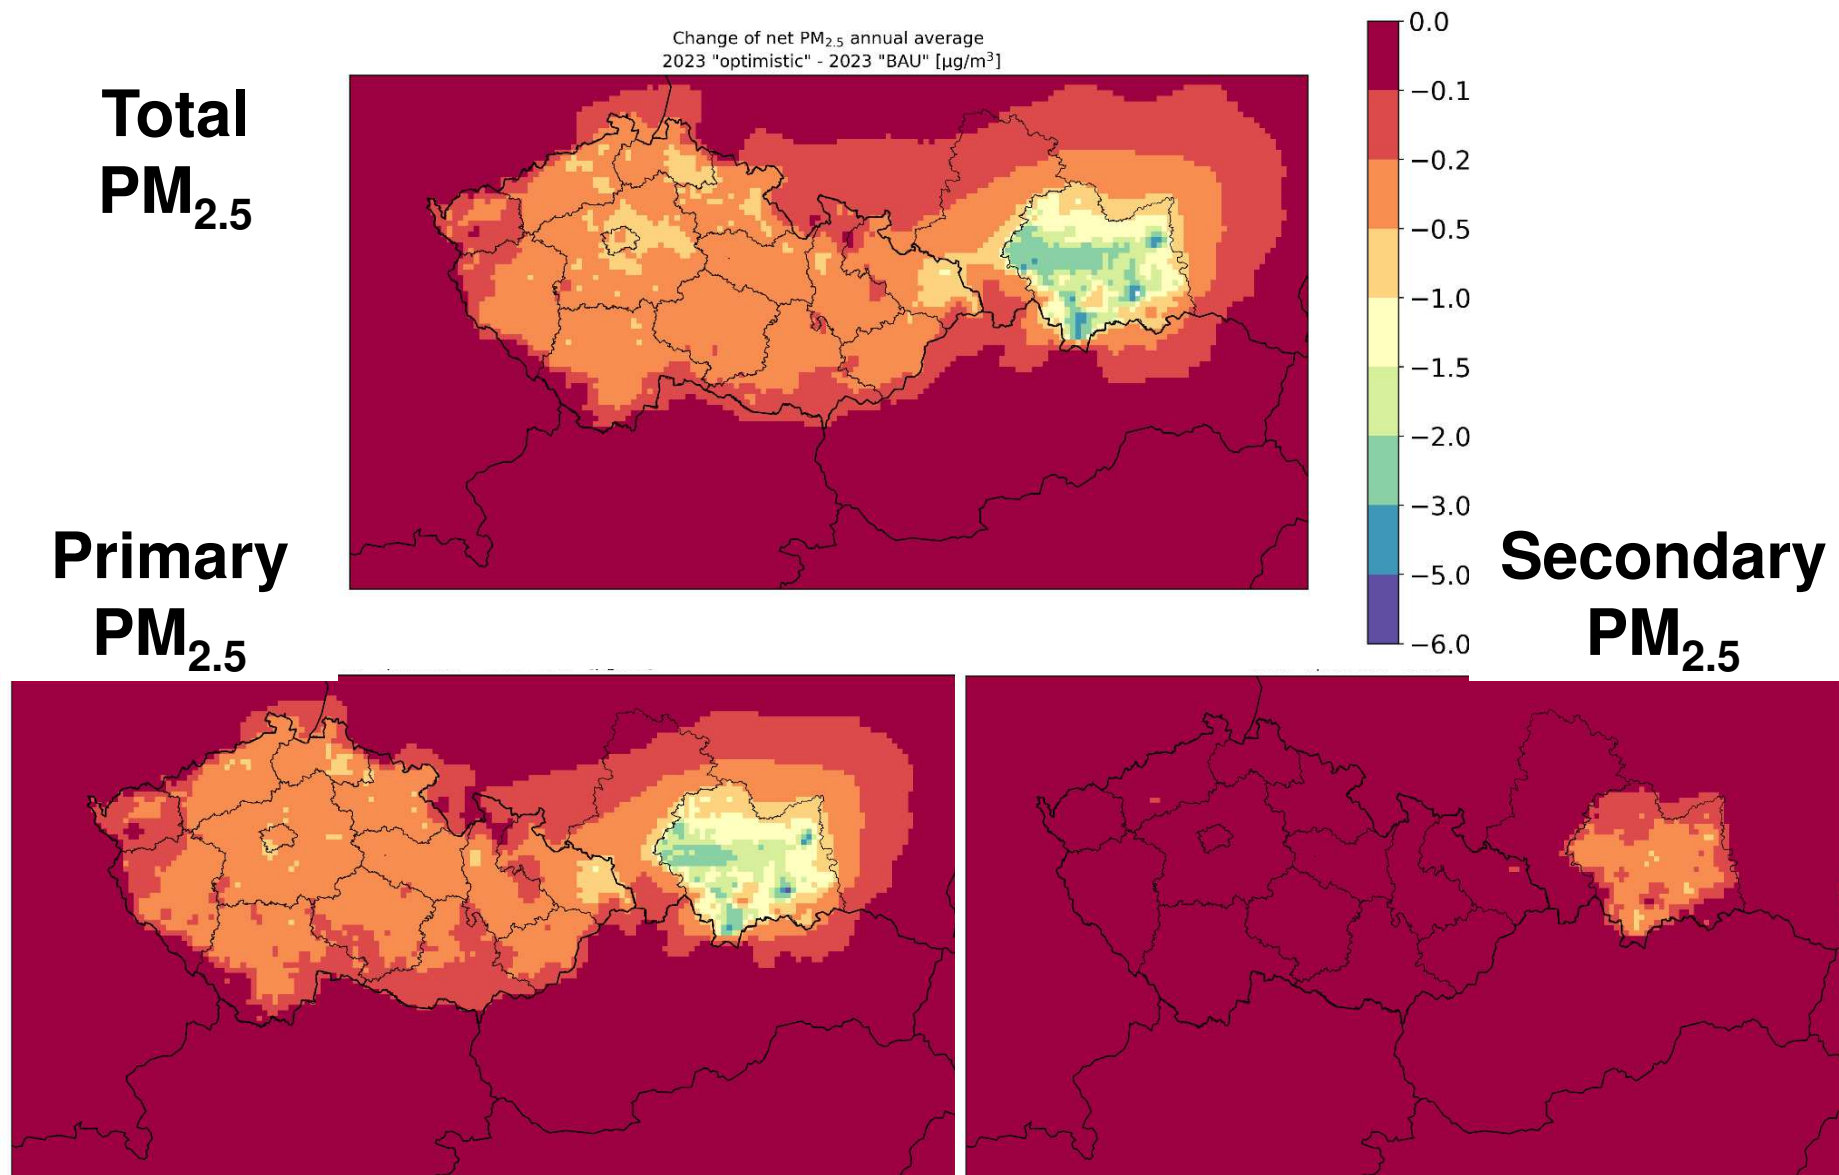 Change of net PM2.5 annual average
2023 "optimistic" - 2023 "BAU" [µg/m³]
Total
PM2.5
0.0
−0.1
−0.2
−0.5
−1.0
−1.5
−2.0
−3.0
−5.0
−6.0
Primary
PM2.5
Secondary
PM2.5